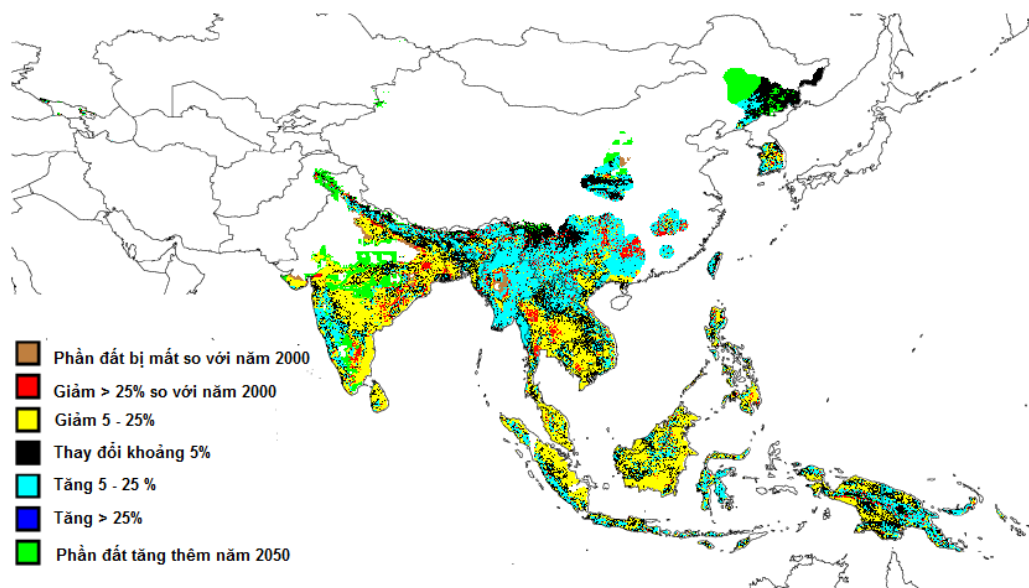 Phần đất bị mất so với năm 2000
Giảm > 25% so với năm 2000
Giảm 5 - 25%
Thay đổi khoảng 5%
Tăng 5 - 25 %
Tăng > 25%
Phần đất tăng thêm năm 2050